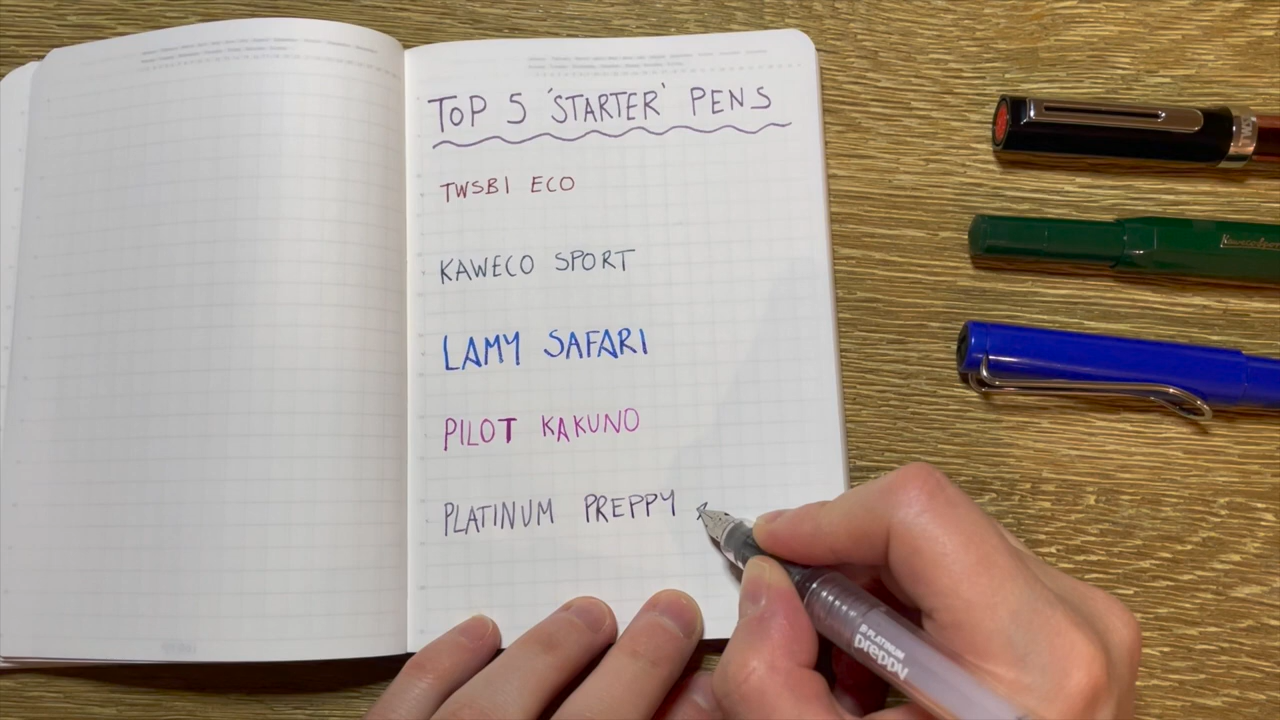 TOP 5 'STARTER' PENS
TWSBI ECO
KAWECO SPORT
LAMY SAFARI
PILOT KAKUNO
PLATINUM PREPPY
PLATINUM
preppy